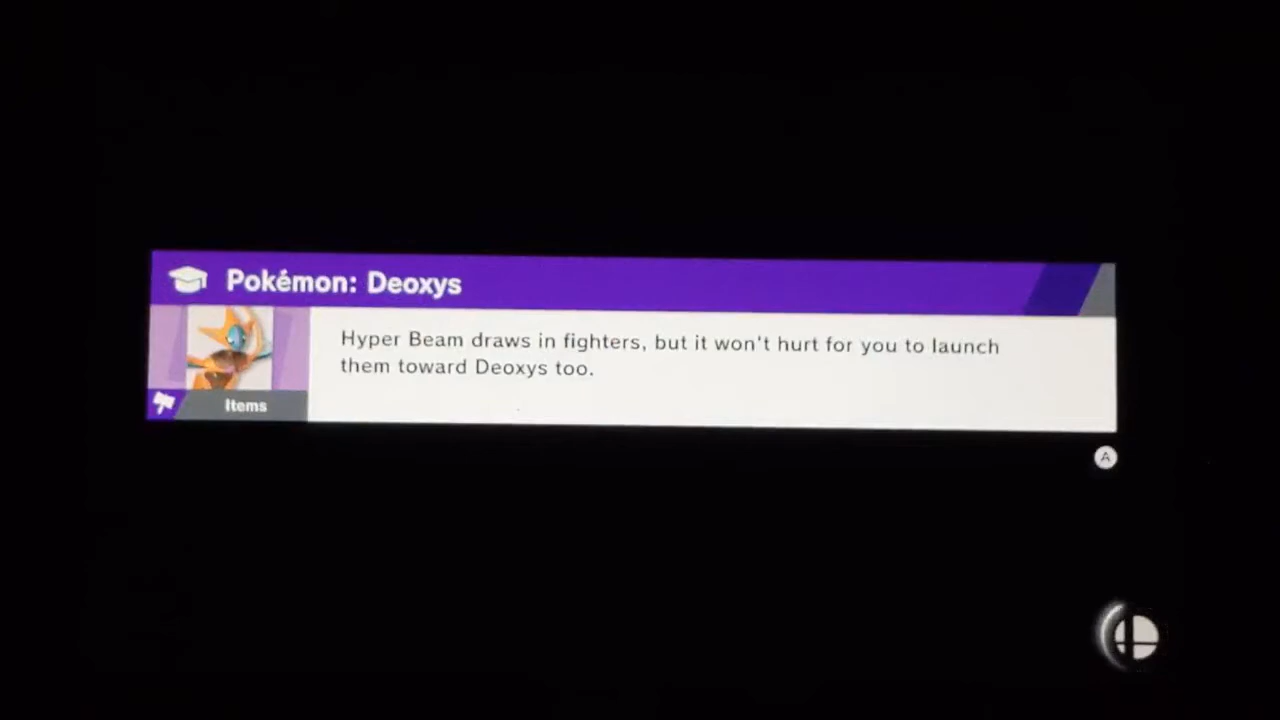 Pokémon: Deoxys
Hyper Beam draws in fighters, but it won't hurt for you to launch
them toward Deoxys too.
Items
A